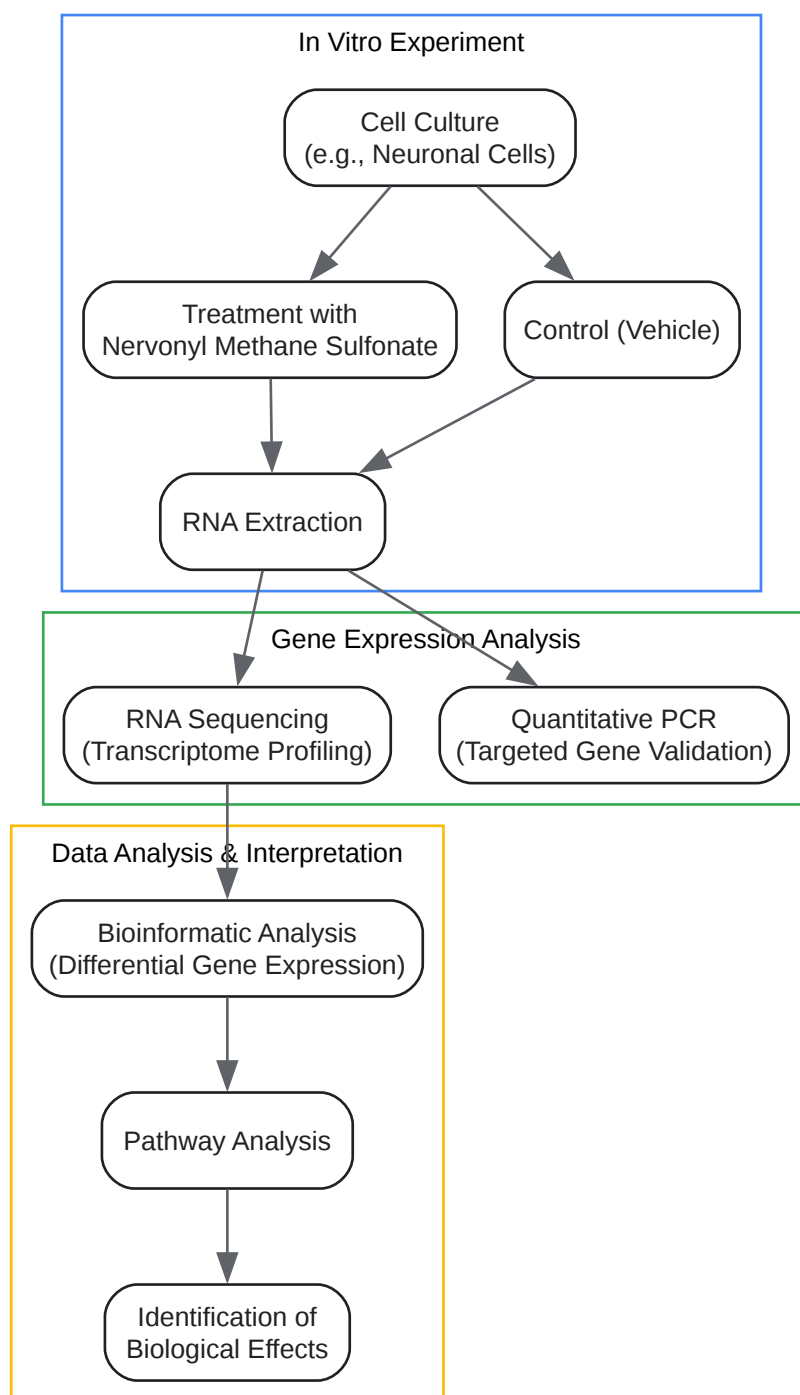 In Vitro Experiment
Cell Culture
(e.g., Neuronal Cells)
Treatment with
Nervonyl Methane Sulfonate
Control (Vehicle)
RNA Extraction
Gene Expression Analysis
RNA Sequencing
(Transcriptome Profiling)
Quantitative PCR
(Targeted Gene Validation)
Data Analysis & Interpretation
Bioinformatic Analysis
(Differential Gene Expression)
Pathway Analysis
Identification of
Biological Effects